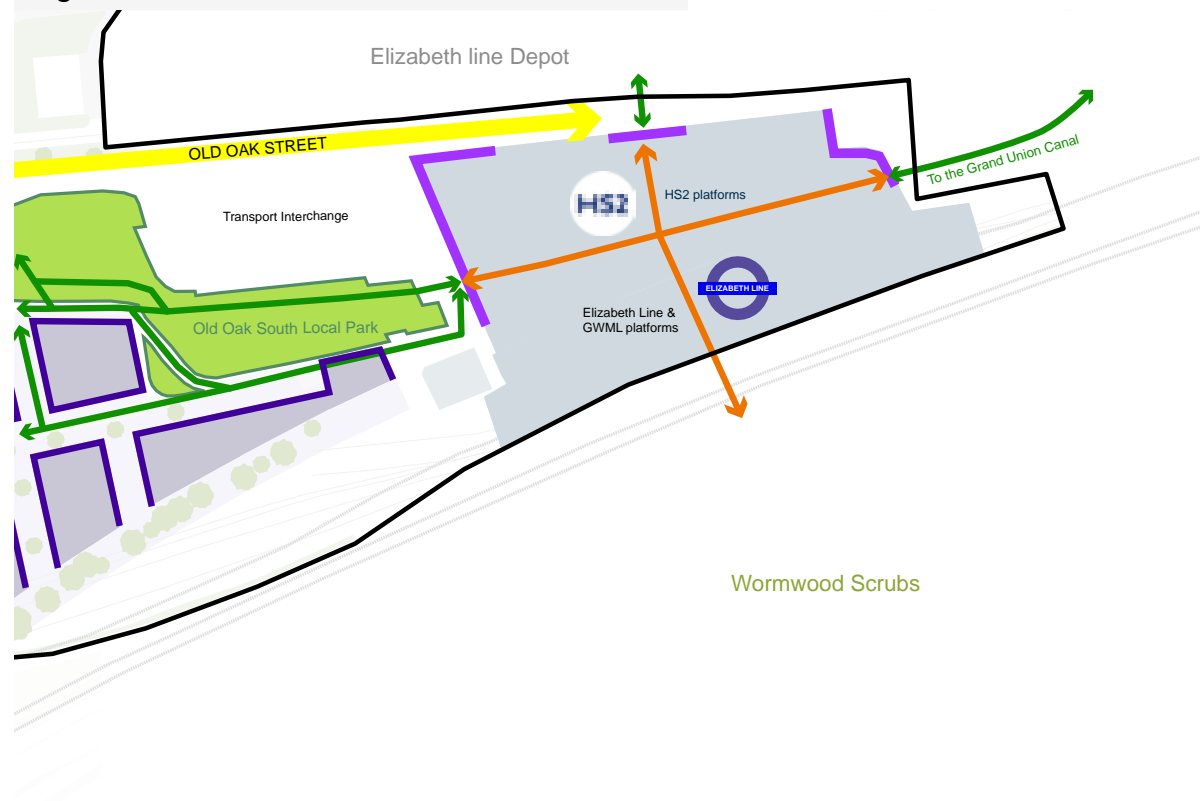 Elizabeth line Depot
OLD OAK STREET
To the Grand Union Canal
HS2
HS2 platforms
Transport Interchange
ELIZABETH LINE
Elizabeth Line &
GWML platforms
Old Oak South Local Park
Wormwood Scrubs